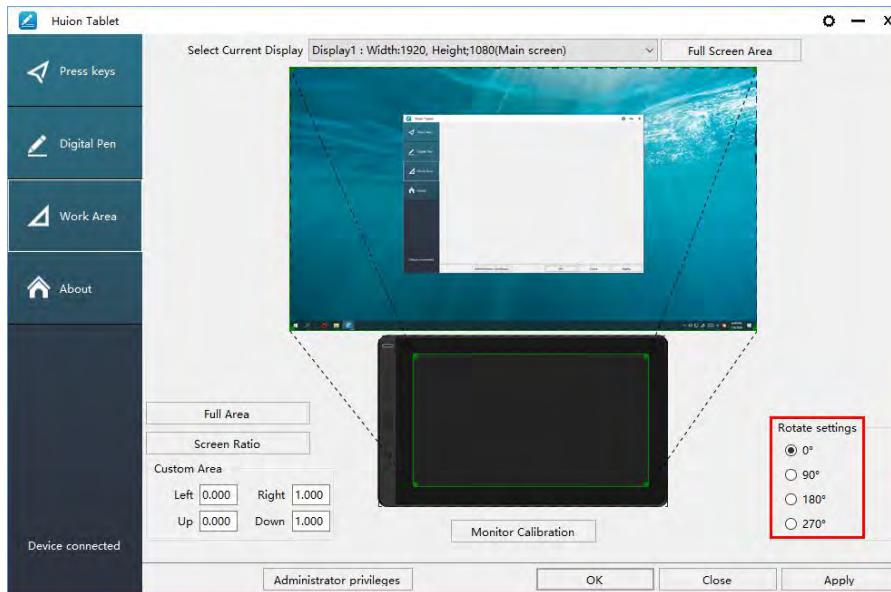 Huion Tablet
Select Current Display Display1 : Width:1920, Height;1080(Main screen) Full Screen Area
Press keys
Digital Pen
Work Area
About
Full Area
Screen Ratio
Custom Area
Left 0.000 Right 1.000
Up 0.000 Down 1.000
Monitor Calibration
Rotate settings
0°
90°
180°
270°
Device connected
Administrator privileges OK Close Apply